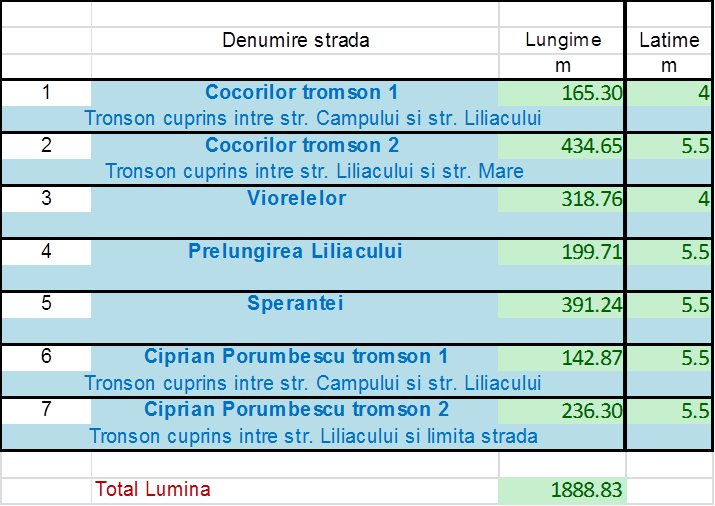 Denumire strada Lungime Latime
m m
1 Cocorilor tromson 1 165.30 4
Tronson cuprins intre str. Campului si str. Liliacului
2 Cocorilor tromson 2 434.65 5.5
Tronson cuprins intre str. Liliacului si str. Mare
3 Viorelelor 318.76 4
4 Prelungirea Liliacului 199.71 5.5
5 Sperantei 391.24 5.5
6 Ciprian Porumbescu tromson 1 142.87 5.5
Tronson cuprins intre str. Campului si str. Liliacului
7 Ciprian Porumbescu tromson 2 236.30 5.5
Tronson cuprins intre str. Liliacului si limita strada
Total Lumina 1888.83